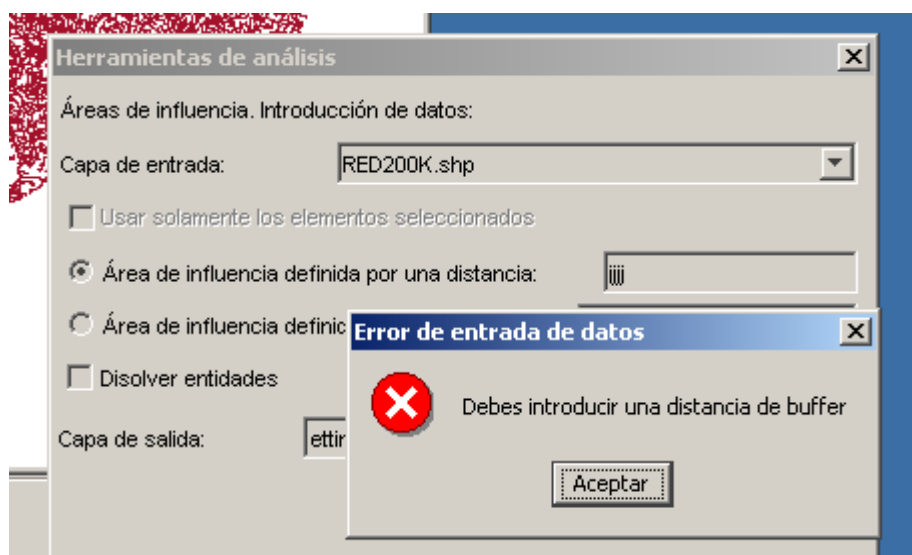 Herramientas de análisis
Áreas de influencia. Introducción de datos:
Capa de entrada: RED200K.shp
Usar solamente los elementos seleccionados
Área de influencia definida por una distancia: jjjj
Área de influencia definic
Error de entrada de datos
Disolver entidades
Debes introducir una distancia de buffer
Capa de salida: ettir
Aceptar